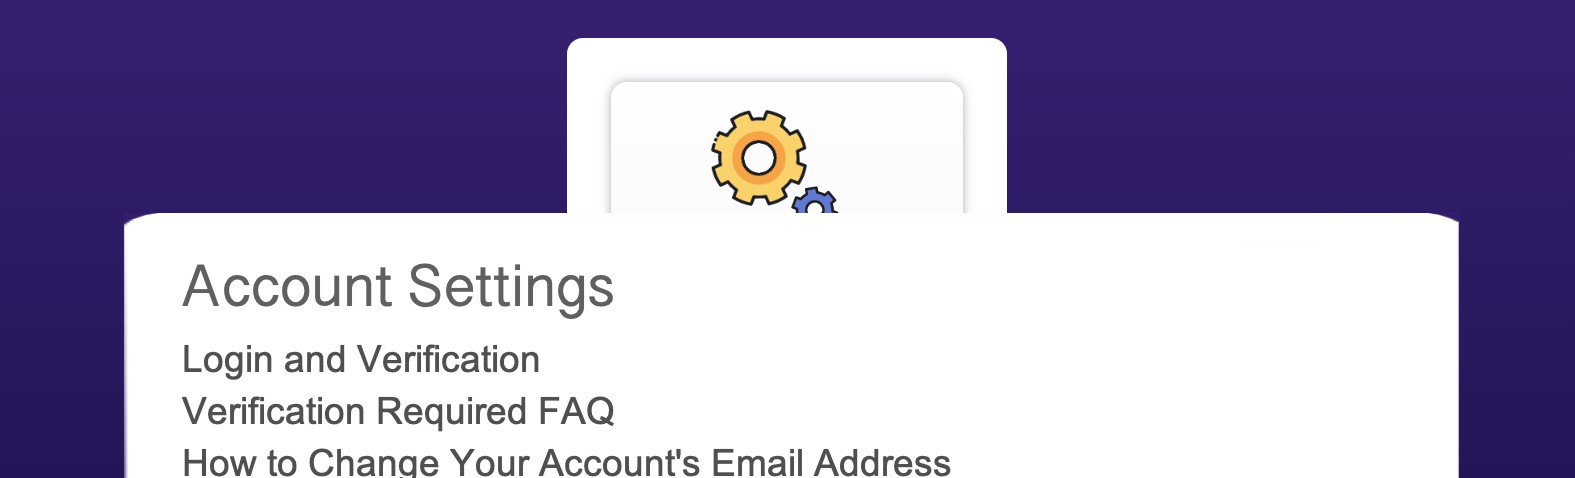 Account Settings
Login and Verification
Verification Required FAQ
How to Change Your Account's Email Address